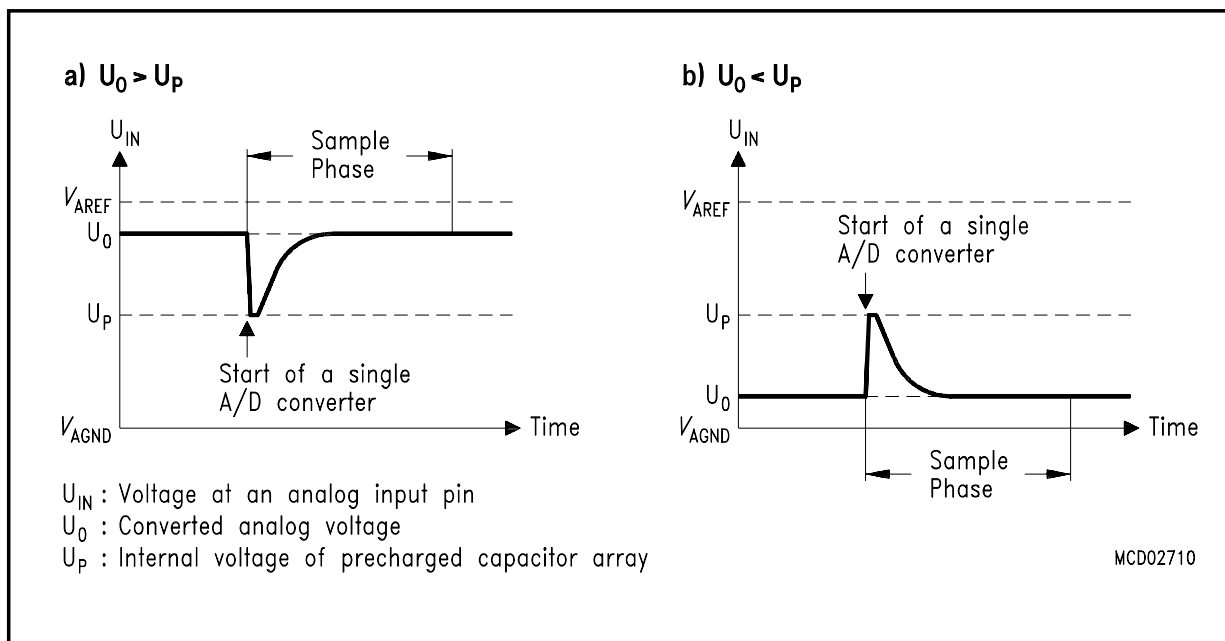 a) U0 > UP
UIN
Sample
Phase
VAREF
U0
UP
Start of a single
A/D converter
VAGND
Time
b) U0 < UP
UIN
VAREF
Start of a single
A/D converter
UP
U0
VAGND
Time
Sample
Phase
UIN : Voltage at an analog input pin
U0 : Converted analog voltage
UP : Internal voltage of precharged capacitor array
MCD02710